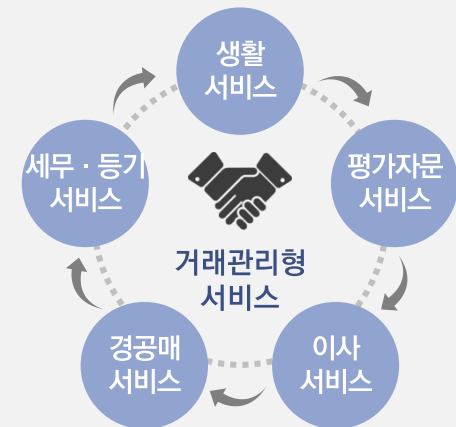 생활
서비스
평가자문
서비스
이사
서비스
경공매
서비스
세무 · 등기
서비스
거래관리형
서비스